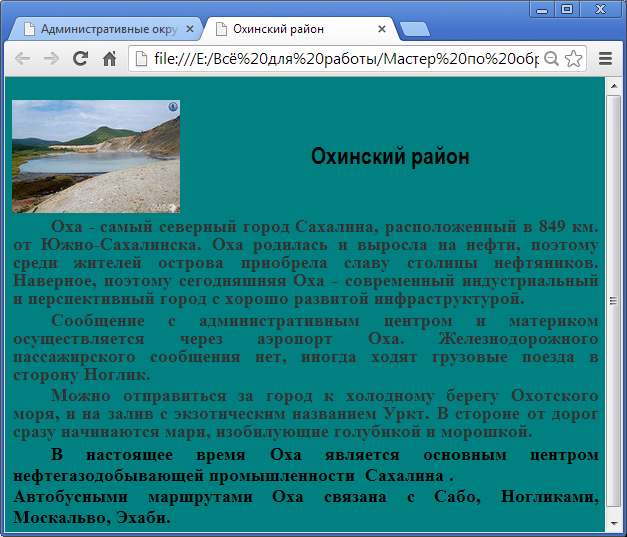 Административные окру
Охинский район
file:///E:/Всё%20для%20работы/Мастер%20по%20обр
Охинский район
Оха - самый северный город Сахалина, расположенный в 849 км.
от Южно-Сахалинска. Оха родилась и выросла на нефти, поэтому
среди жителей острова приобрела славу столицы нефтяников.
Наверное, поэтому сегодняшняя Оха - современный индустриальный
и перспективный город с хорошо развитой инфраструктурой.
Сообщение с административным центром и материком
осуществляется через аэропорт Оха. Железнодорожного
пассажирского сообщения нет, иногда ходят грузовые поезда в
сторону Ноглик.
Можно отправиться за город к холодному берегу Охотского
моря, и на залив с экзотическим названием Уркт. В стороне от дорог
сразу начинаются мари, изобилующие голубикой и морошкой.
В настоящее время Оха является основным центром
нефтегазодобывающей промышленности Сахалина .
Автобусными маршрутами Оха связана с Сабо, Ногликами,
Москальво, Эхаби.